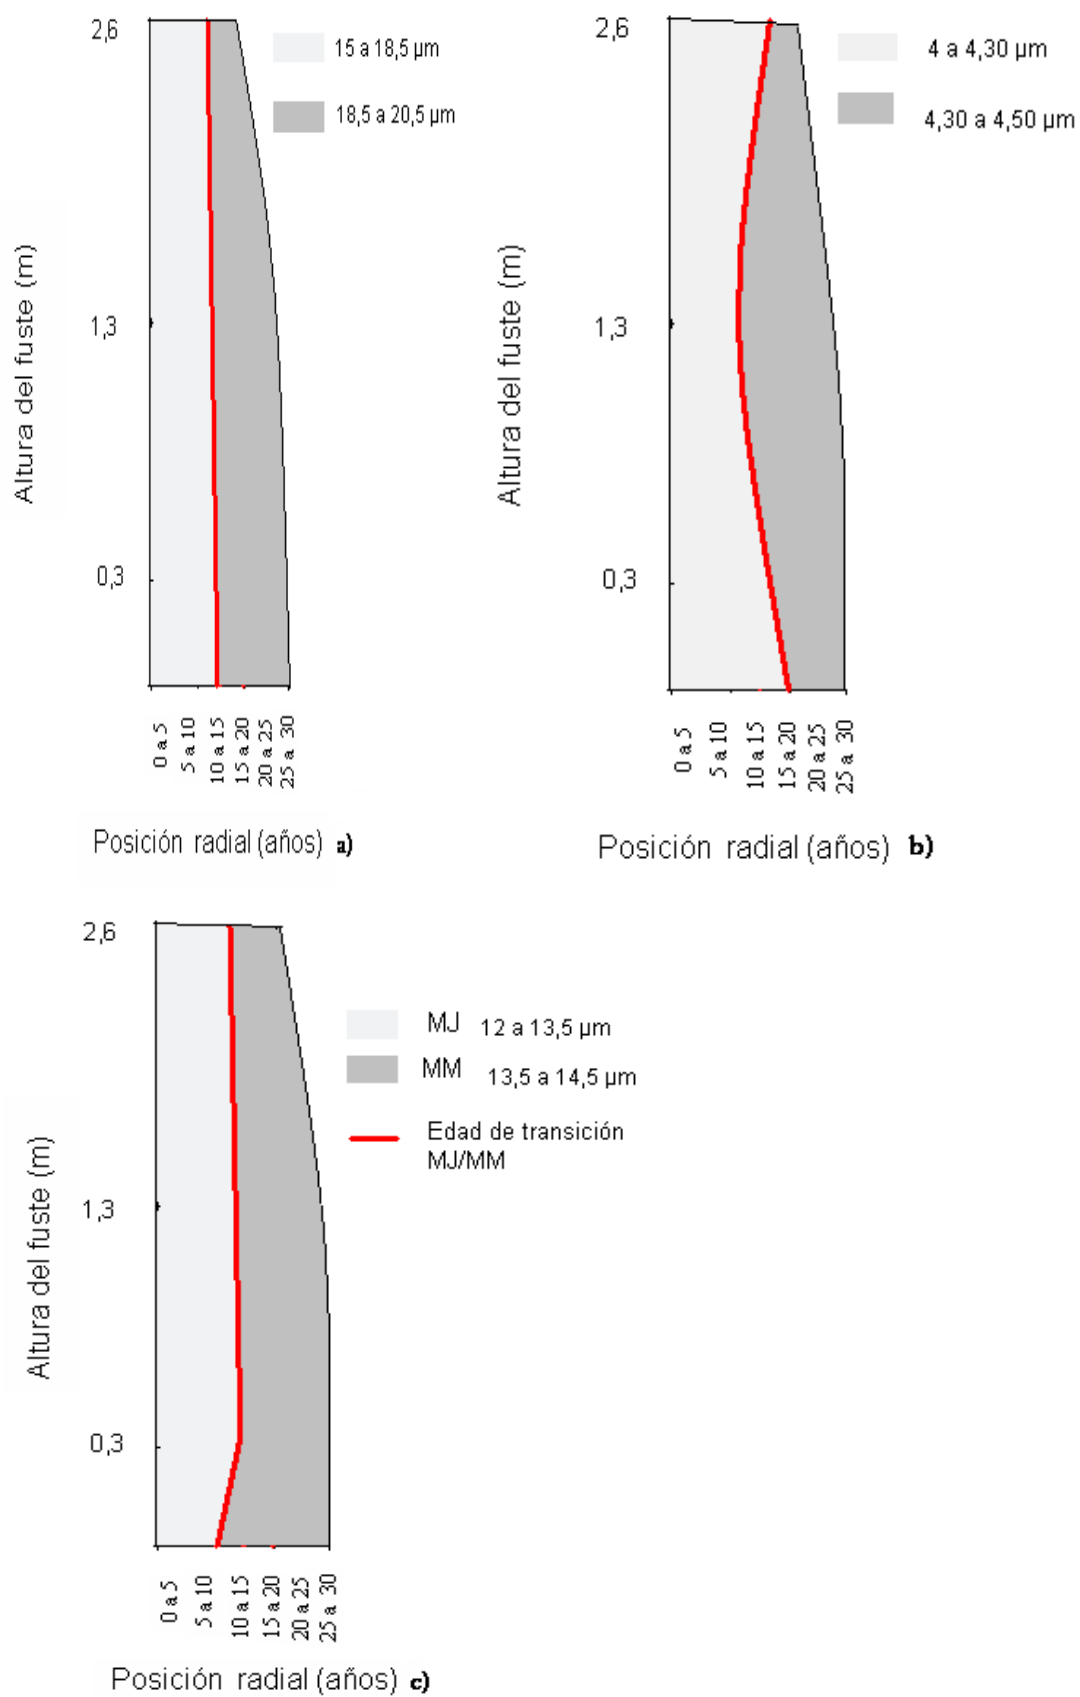 2,6
15 a 18,5 µm
18,5 a 20,5 µm
Altura del fuste (m)
1,3
0,3
0 a 5
5 a 10
10 a 15
15 a 20
20 a 25
25 a 30
Posición radial (años) a)
2,6
4 a 4,30 µm
4,30 a 4,50 µm
Altura del fuste (m)
1,3
0,3
0 a 5
5 a 10
10 a 15
15 a 20
20 a 25
25 a 30
Posición radial (años) b)
2,6
MJ 12 a 13,5 µm
MM 13,5 a 14,5 µm
Edad de transición
MJ/MM
Altura del fuste (m)
1,3
0,3
0 a 5
5 a 10
10 a 15
15 a 20
20 a 25
25 a 30
Posición radial (años) c)